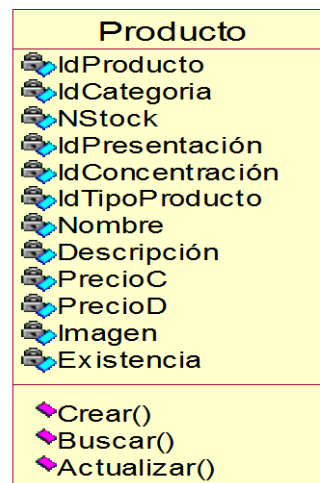 Producto
IdProducto
IdCategoria
NStock
IdPresentación
IdConcentración
IdTipoProducto
Nombre
Descripción
PrecioC
PrecioD
Imagen
Existencia
Crear()
Buscar()
Actualizar()